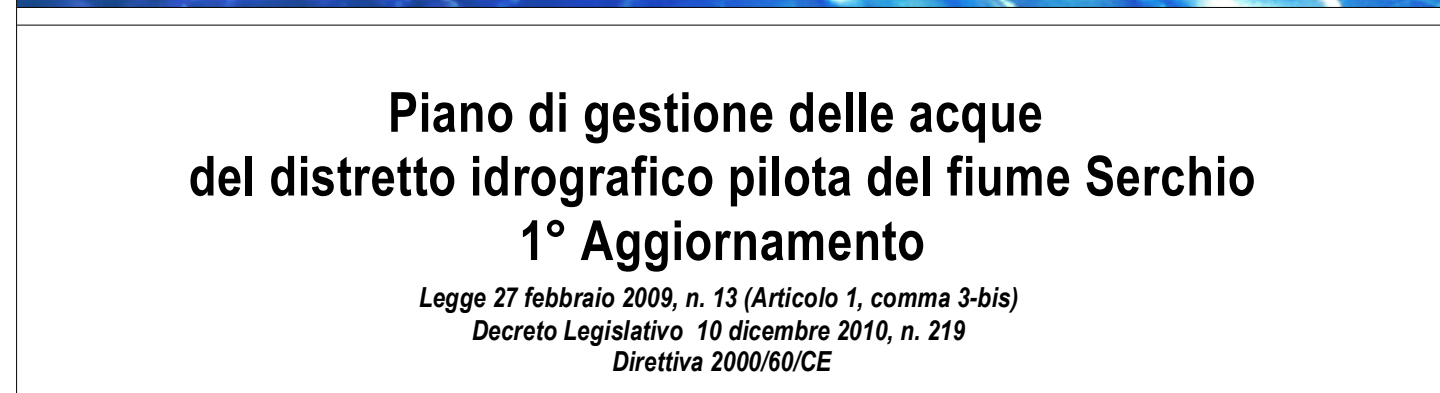 Piano di gestione delle acque
del distretto idrografico pilota del fiume Serchio
1° Aggiornamento
Legge 27 febbraio 2009, n. 13 (Articolo 1, comma 3-bis)
Decreto Legislativo 10 dicembre 2010, n. 219
Direttiva 2000/60/CE